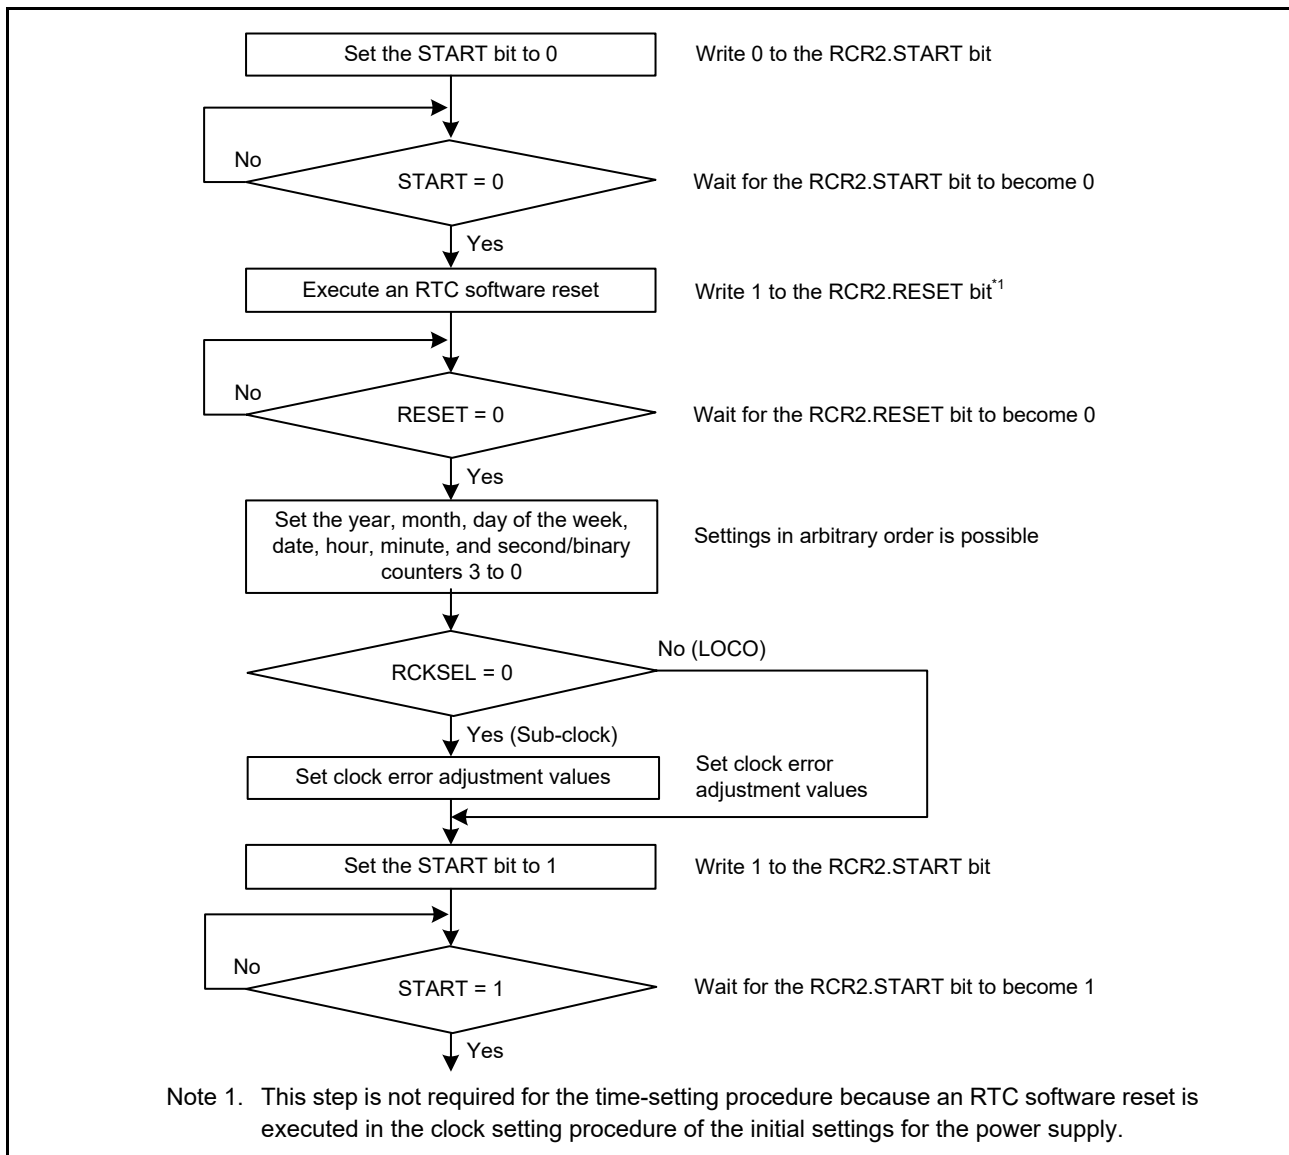 Set the START bit to 0
Write 0 to the RCR2.START bit
No
START = 0
Wait for the RCR2.START bit to become 0
Yes
Execute an RTC software reset
Write 1 to the RCR2.RESET bit*1
No
RESET = 0
Wait for the RCR2.RESET bit to become 0
Yes
Set the year, month, day of the week,
date, hour, minute, and second/binary
counters 3 to 0
Settings in arbitrary order is possible
No (LOCO)
RCKSEL = 0
Yes (Sub-clock)
Set clock error adjustment values
Set clock error
adjustment values
Set the START bit to 1
Write 1 to the RCR2.START bit
No
START = 1
Wait for the RCR2.START bit to become 1
Yes
Note 1. This step is not required for the time-setting procedure because an RTC software reset is
executed in the clock setting procedure of the initial settings for the power supply.